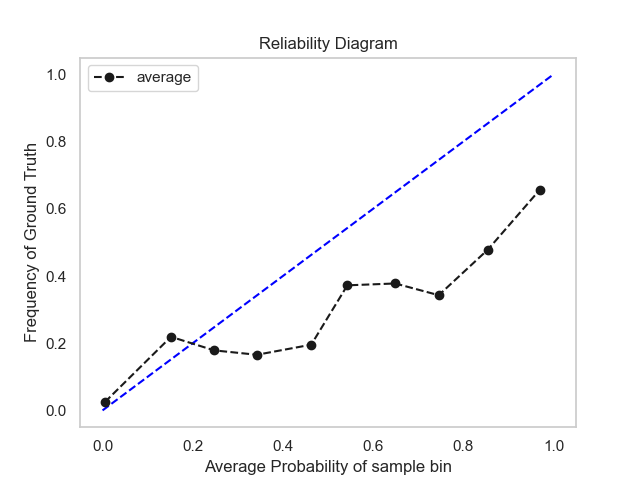 Reliability Diagram
average
Frequency of Ground Truth
1.0
0.8
0.6
0.4
0.2
0.0
0.0 0.2 0.4 0.6 0.8 1.0
Average Probability of sample bin